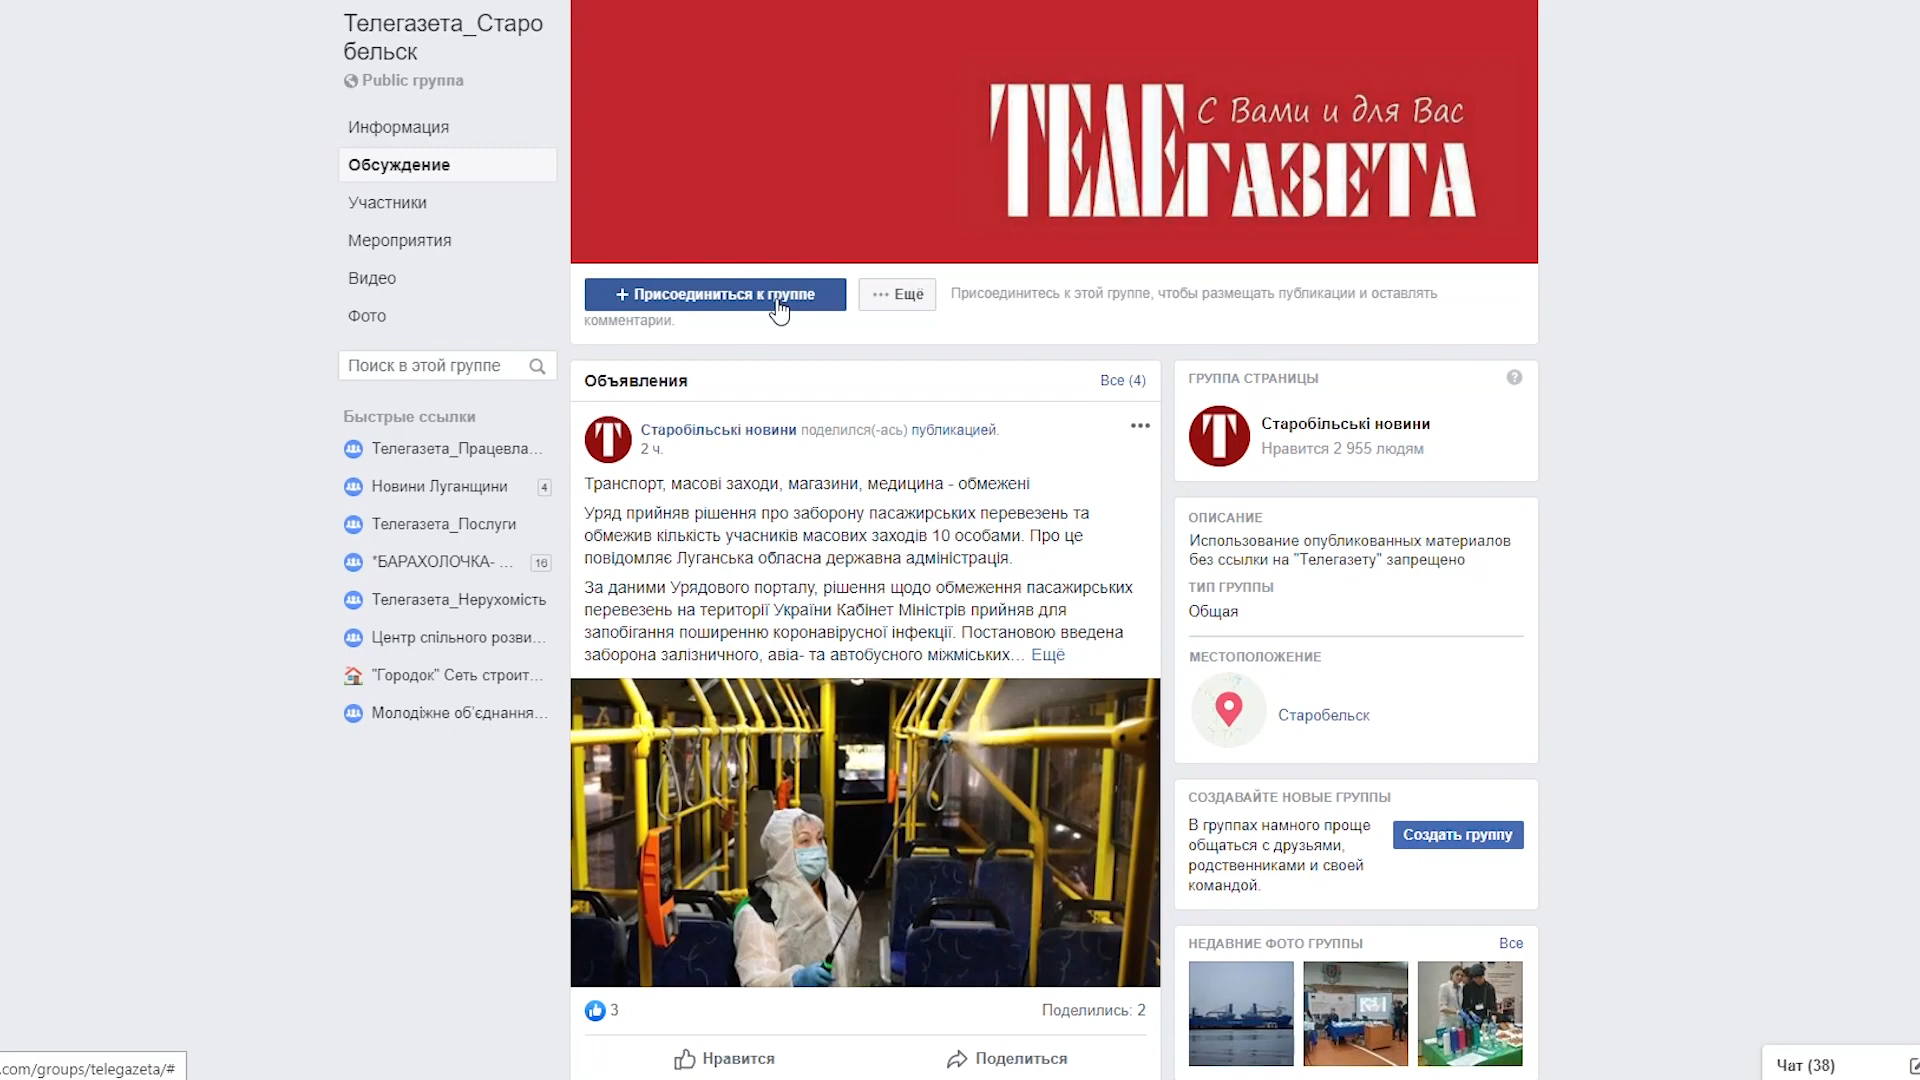 Телегазета_Старо
бельск
Public группа
Информация
Обсуждение
Участники
Мероприятия
Видео
Фото
Поиск в этой группе
Быстрые ссылки
Телегазета_Працевла...
Новини Луганщини 4
Телегазета_Послуги
*БАРАХОЛОЧКА- ... 16
Телегазета_Нерухомість
Центр спільного розви...
"Городок" Сеть строит...
Молодіжне об'єднання...
С Вами и для Вас
ТЕЛЕГАЗЕТА
+ Присоединиться к группе
••• Ещё
Присоединитесь к этой группе, чтобы размещать публикации и оставлять
комментарии.
Объявления
Все (4)
Т
Старобільські новини поделился(-ась) публикацией.
2 ч.
Транспорт, масові заходи, магазини, медицина - обмежені
Уряд прийняв рішення про заборону пасажирських перевезень та
обмежив кількість учасників масових заходів 10 особами. Про це
повідомляє Луганська обласна державна адміністрація.
За даними Урядового порталу, рішення щодо обмеження пасажирських
перевезень на території України Кабінет Міністрів прийняв для
запобігання поширенню коронавірусної інфекції. Постановою введена
заборона залізничного, авіа- та автобусного міжміських... Ещё
3
Поделились: 2
Нравится
Поделиться
ГРУППА СТРАНИЦЫ
?
Т
Старобільські новини
Нравится 2 955 людям
ОПИСАНИЕ
Использование опубликованных материалов
без ссылки на "Телегазету" запрещено
ТИП ГРУППЫ
Общая
МЕСТОПОЛОЖЕНИЕ
Старобельск
СОЗДАВАЙТЕ НОВЫЕ ГРУППЫ
В группах намного проще
общаться с друзьями,
родственниками и своей
командой.
Создать группу
НЕДАВНИЕ ФОТО ГРУППЫ
Все
.com/groups/telegazeta/#
Чат (38)